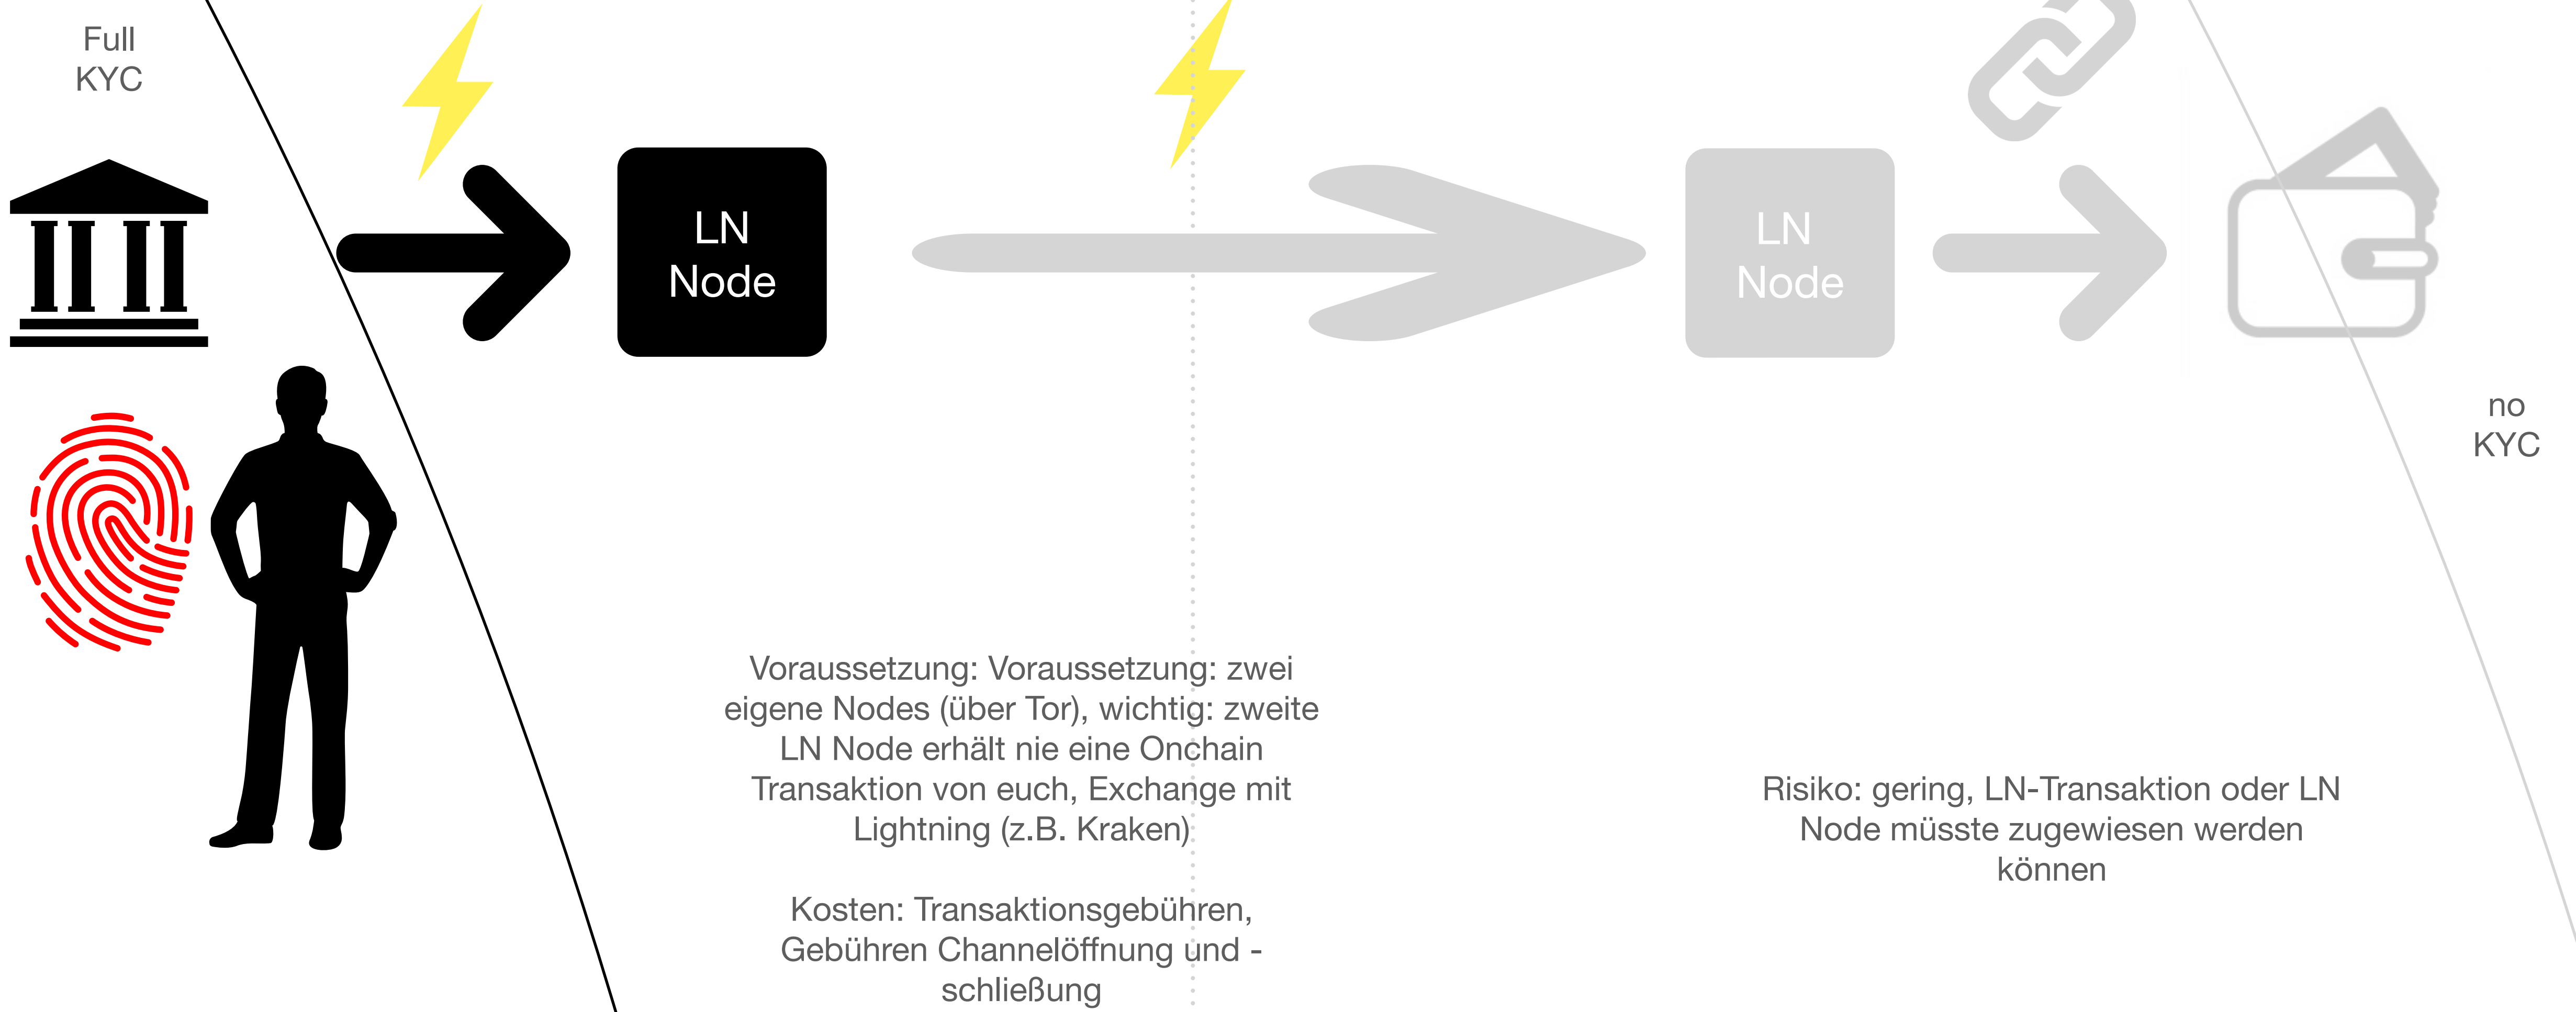 Full
KYC
LN
Node
LN
Node
no
KYC
Voraussetzung: Voraussetzung: zwei
eigene Nodes (über Tor), wichtig: zweite
LN Node erhält nie eine Onchain
Transaktion von euch, Exchange mit
Lightning (z.B. Kraken)
Kosten: Transaktionsgebühren,
Gebühren Channelöffnung und -
schließung
Risiko: gering, LN-Transaktion oder LN
Node müsste zugewiesen werden
können